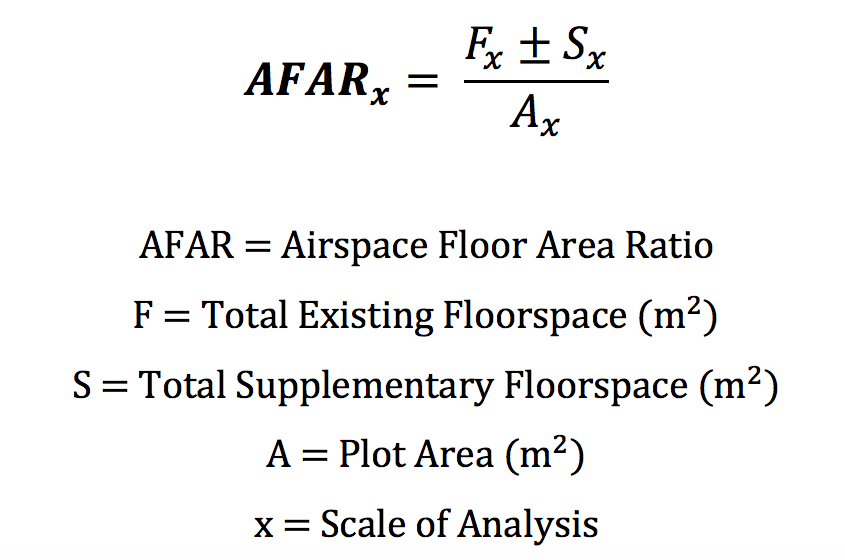 AFARₓ = Fₓ ± Sₓ / Aₓ
AFAR = Airspace Floor Area Ratio
F = Total Existing Floorspace (m²)
S = Total Supplementary Floorspace (m²)
A = Plot Area (m²)
x = Scale of Analysis